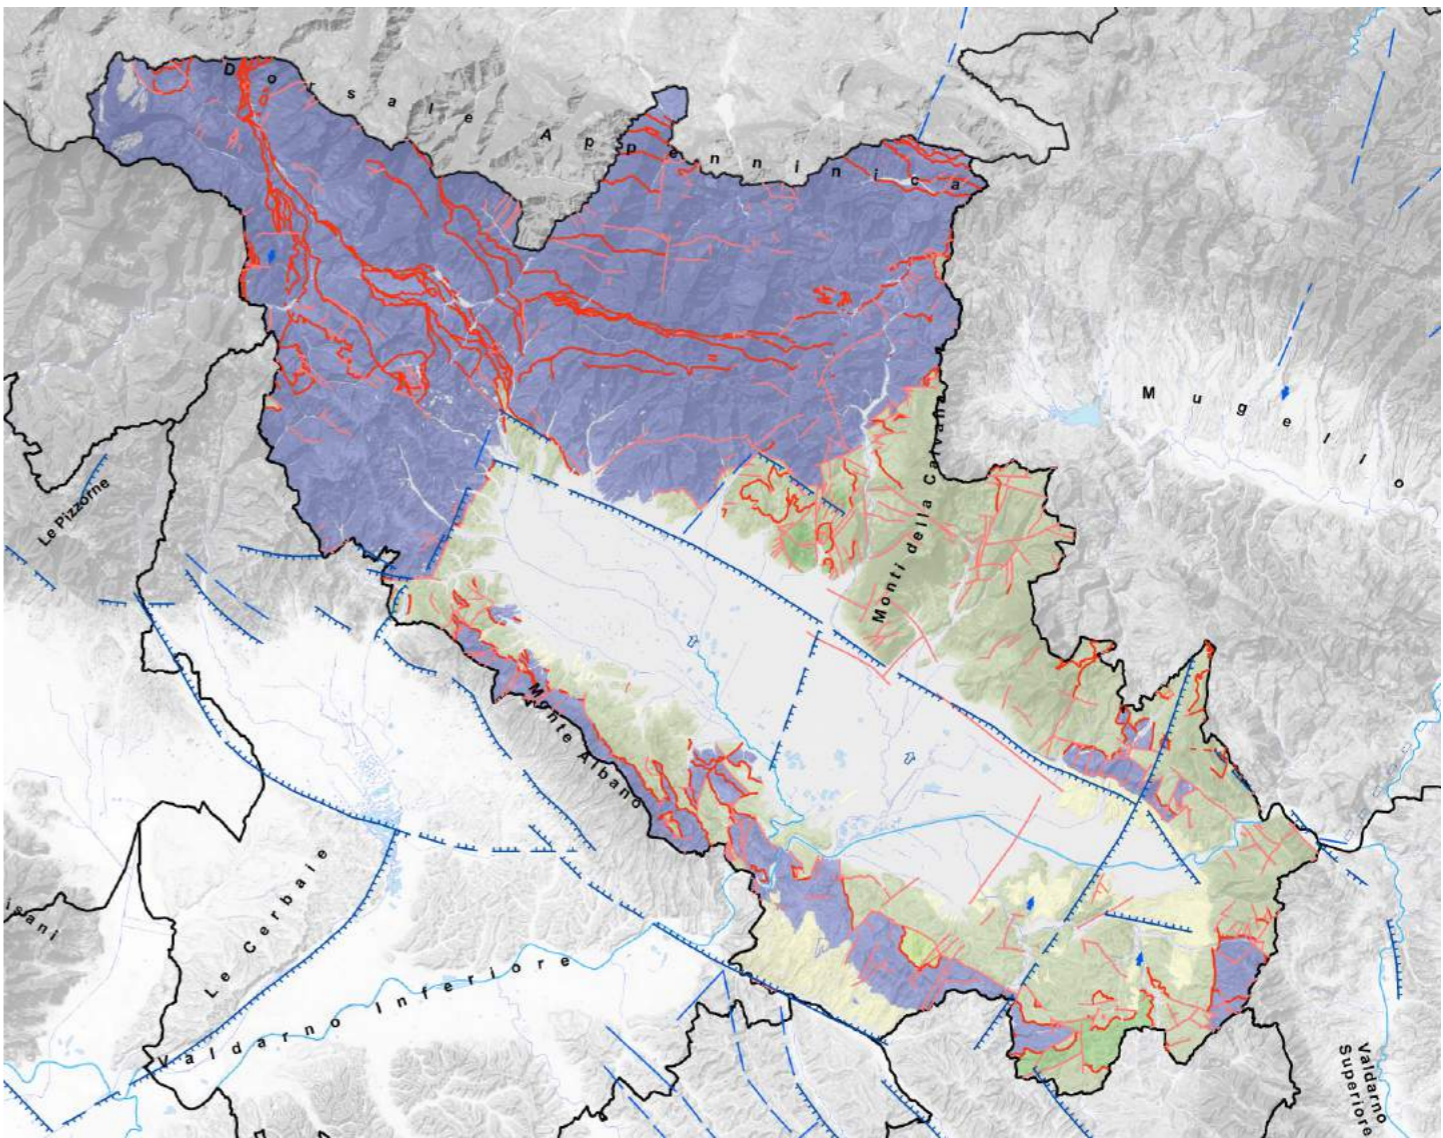 Dorsale Appenninica
Mugello
Monti della Calvana
Le Pizzorne
Monte Albano
Le Cerbaie
isani
Valdarno Inferiore
Valdarno
Superiore